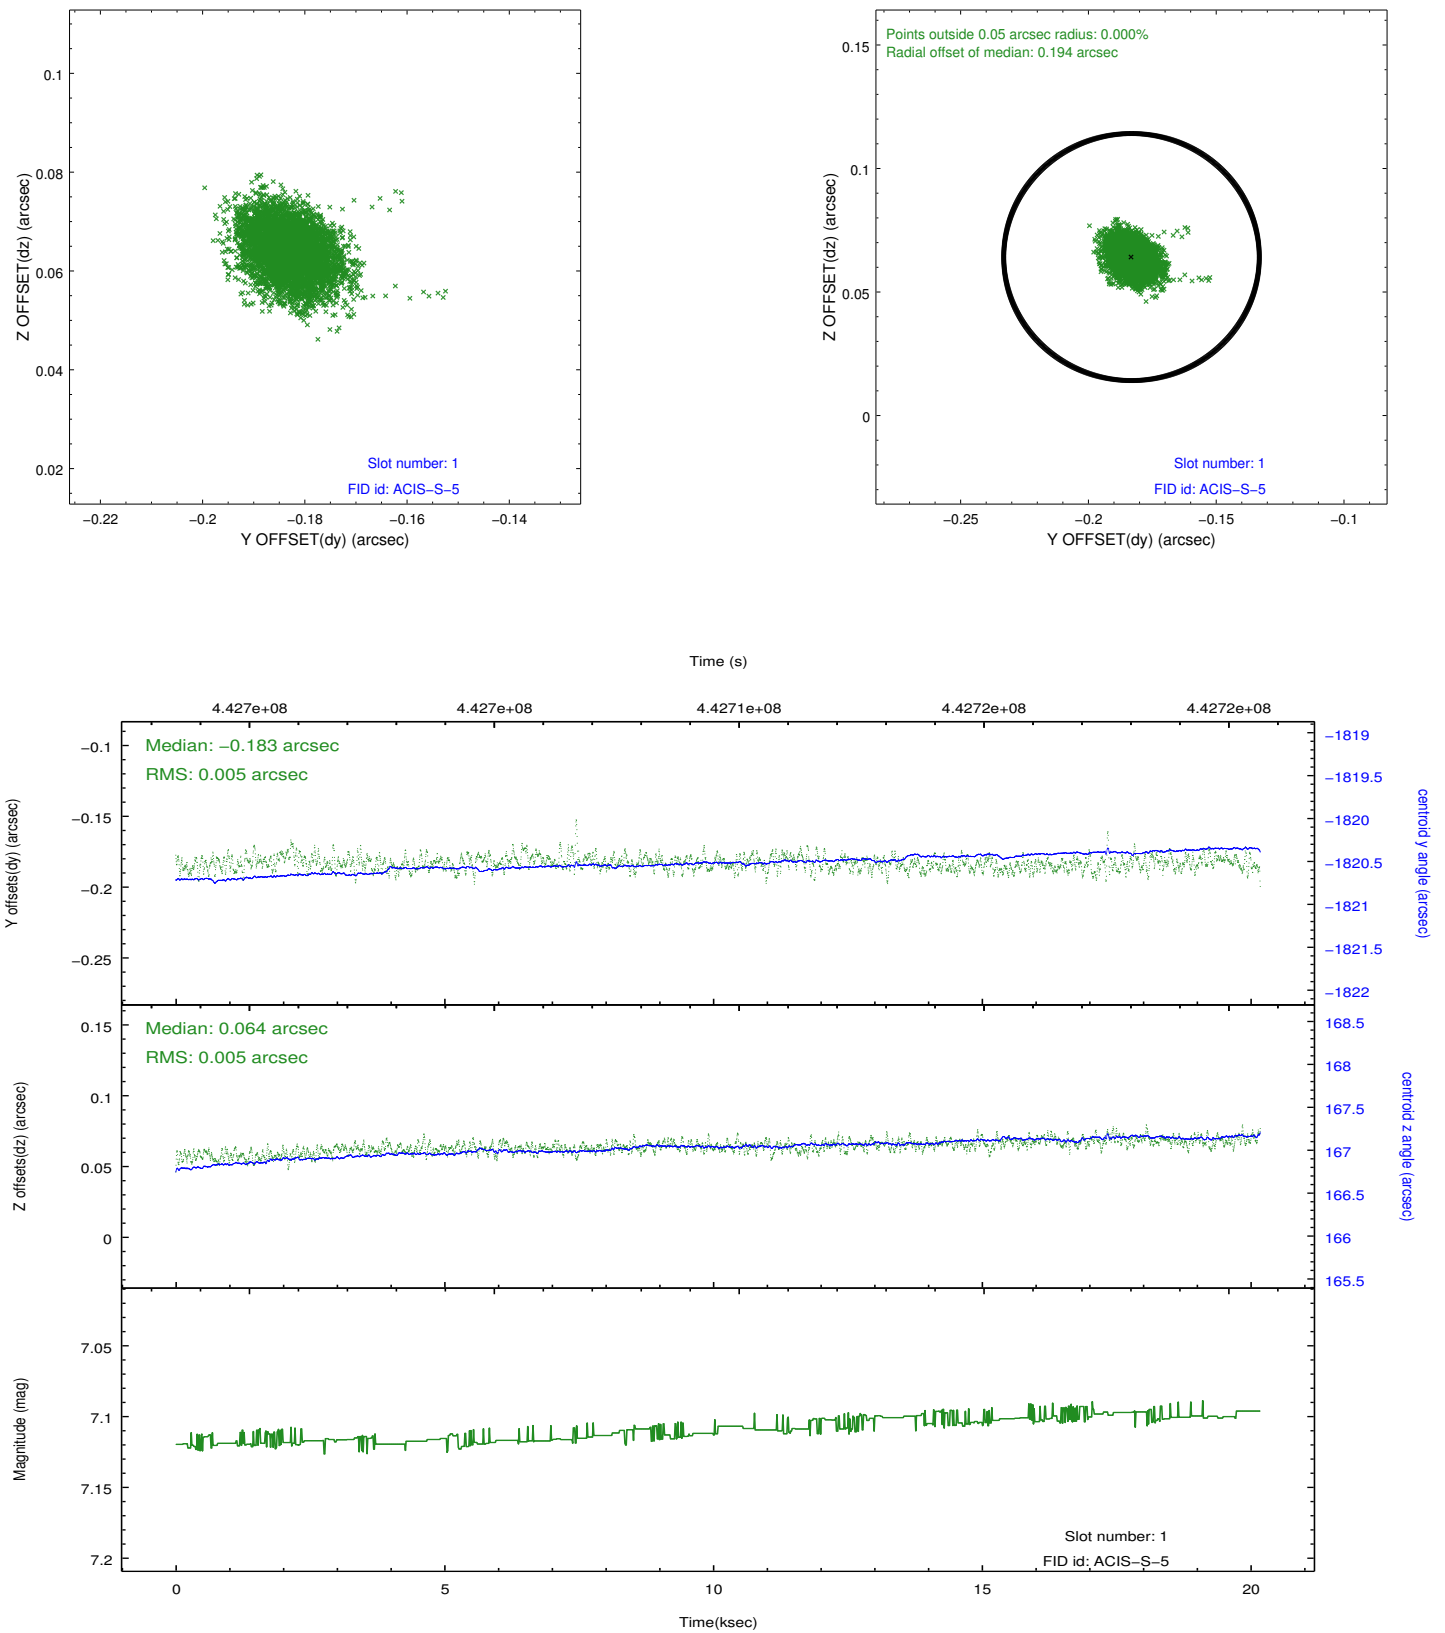 0.1
0.08
0.06
0.04
0.02
Z OFFSET(dz) (arcsec)
Slot number: 1
FID id: ACIS−S−5
−0.22
−0.2
−0.18
−0.16
−0.14
Y OFFSET(dy) (arcsec)
Points outside 0.05 arcsec radius: 0.000%
Radial offset of median: 0.194 arcsec
0.15
0.1
0.05
0
Z OFFSET(dz) (arcsec)
Slot number: 1
FID id: ACIS−S−5
−0.25
−0.2
−0.15
−0.1
Y OFFSET(dy) (arcsec)
Time (s)
4.427e+08
4.427e+08
4.4271e+08
4.4272e+08
4.4272e+08
Median: −0.183 arcsec
RMS: 0.005 arcsec
−0.1
−0.15
−0.2
−0.25
Y offsets(dy) (arcsec)
−1819
−1819.5
−1820
−1820.5
−1821
−1821.5
−1822
centroid y angle (arcsec)
Median: 0.064 arcsec
RMS: 0.005 arcsec
0.15
0.1
0.05
0
Z offsets(dz) (arcsec)
168.5
168
167.5
167
166.5
166
165.5
centroid z angle (arcsec)
7.05
7.1
7.15
7.2
Magnitude (mag)
Slot number: 1
FID id: ACIS−S−5
0
5
10
15
20
Time(ksec)